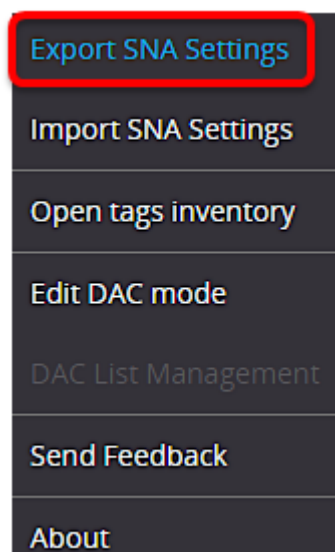 Export SNA Settings
Import SNA Settings
Open tags inventory
Edit DAC mode
DAC List Management
Send Feedback
About